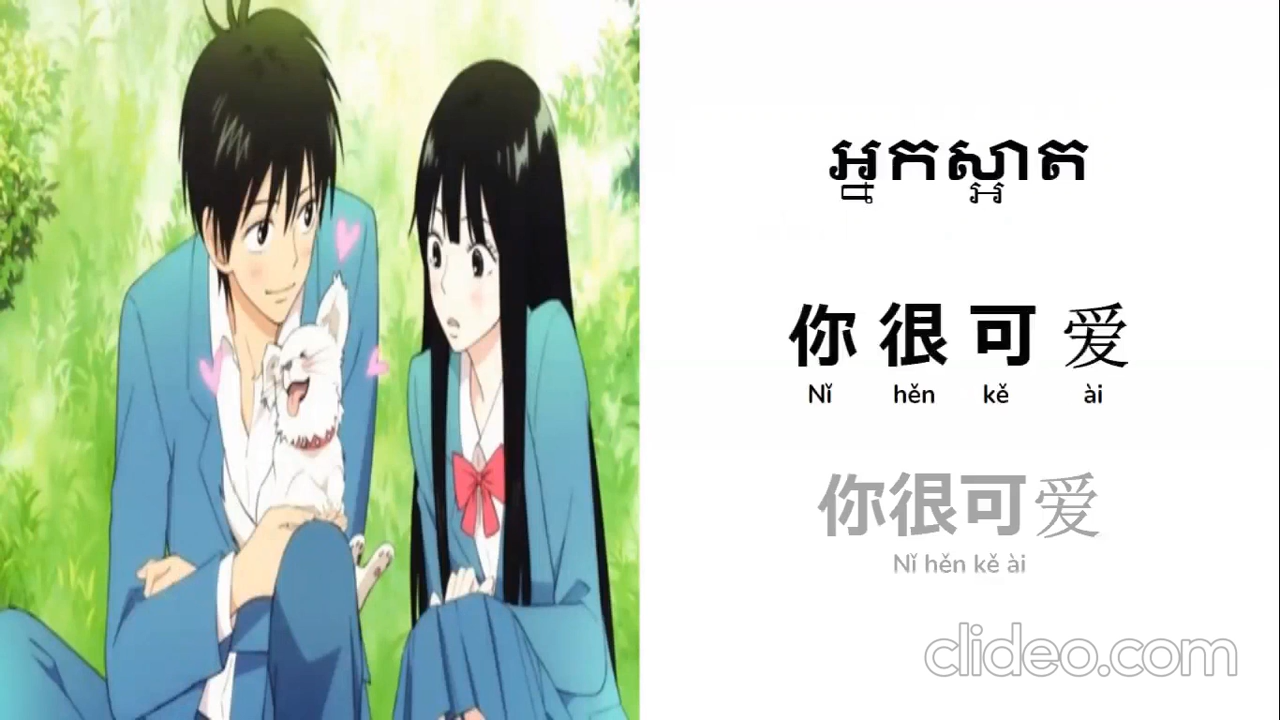 អ្នកស្អាត
你 很 可 爱
Nǐ hěn kě ài
你很可爱
Nǐ hěn kě ài
clideo.com